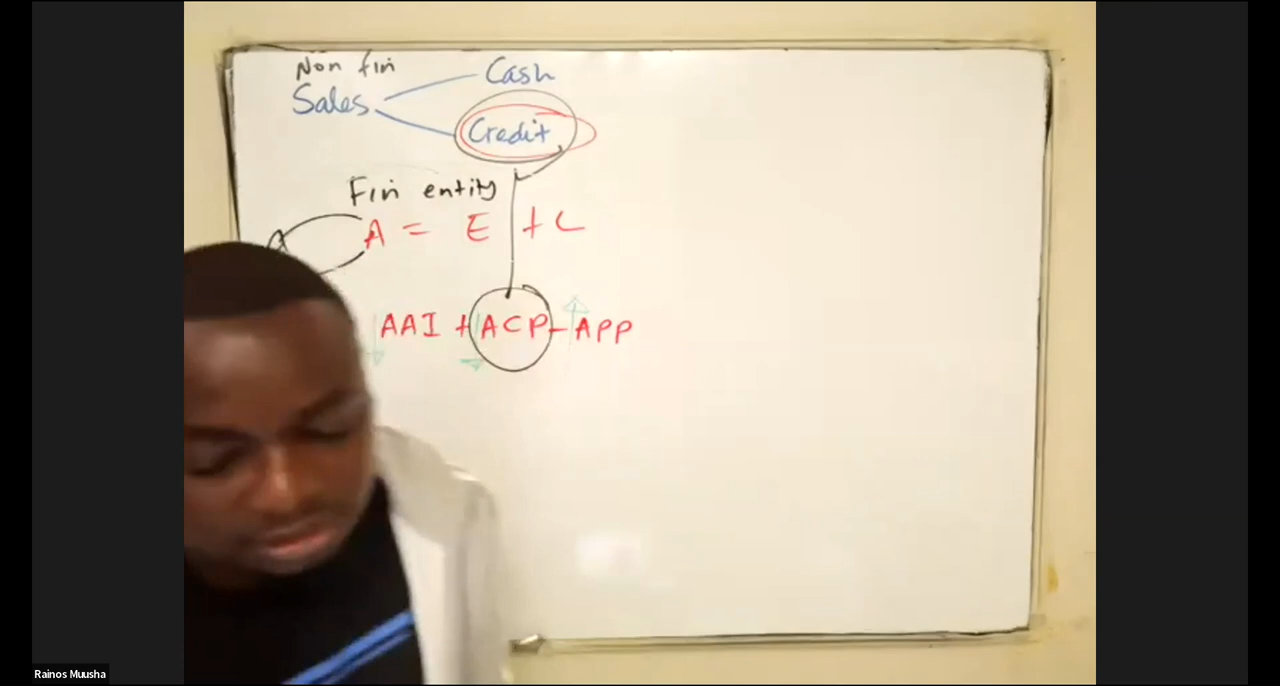 Non fin
Sales
Cash
Credit
Fin entity
A = E + L
AAI + ACP - APP
Rainos Muusha